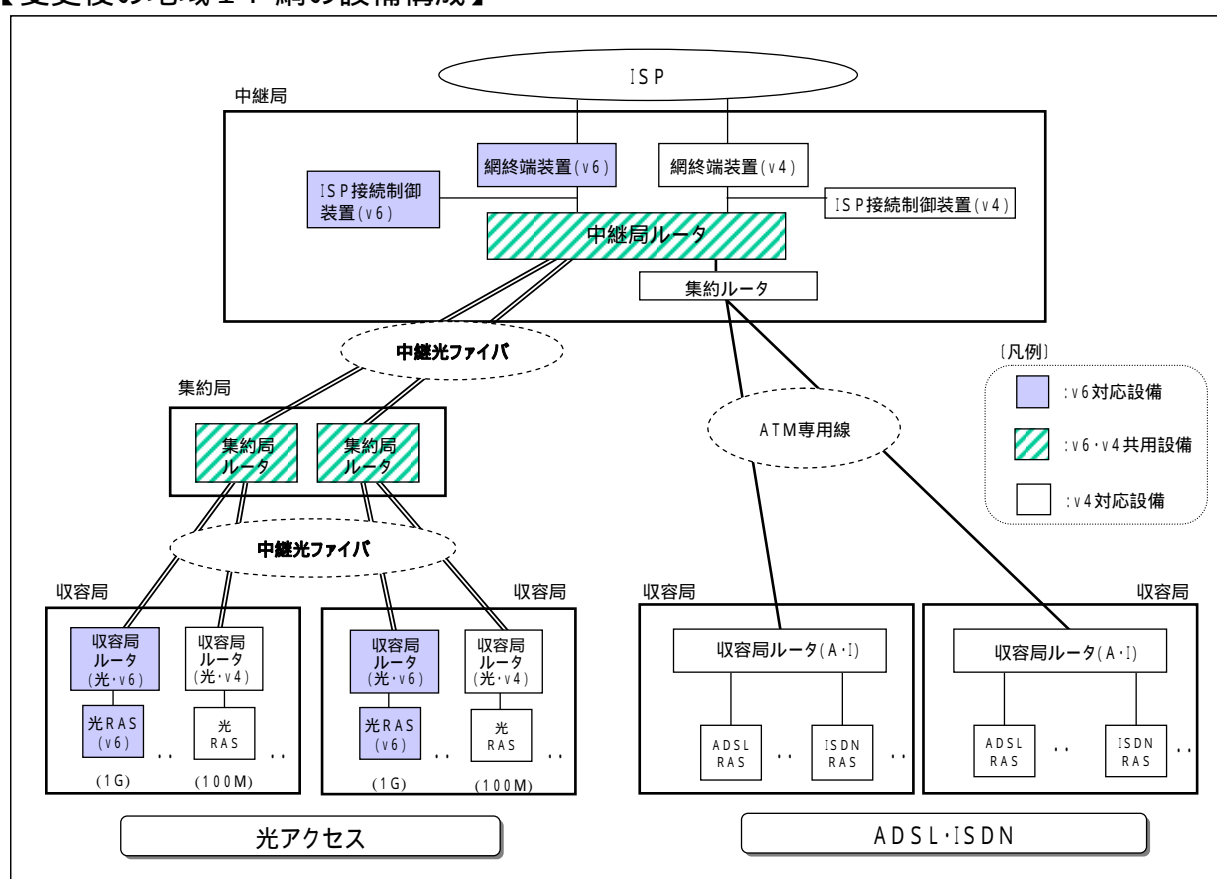 【変更後の地域IP網の設備構成】
ISP
中継局
網終端装置(v6)
網終端装置(v4)
ISP接続制御
装置(v6)
ISP接続制御装置(v4)
中継局ルータ
集約ルータ
中継光ファイバ
[凡例]
:v6対応設備
:v6・v4共用設備
:v4対応設備
集約局
集約局
ルータ
集約局
ルータ
ATM専用線
中継光ファイバ
収容局
収容局
収容局
収容局
収容局
ルータ
(光・v6)
収容局
ルータ
(光・v4)
収容局
ルータ
(光・v6)
収容局
ルータ
(光・v4)
収容局ルータ(A・I)
収容局ルータ(A・I)
光RAS
(v6)
‥
光
RAS
‥
光RAS
(v6)
‥
光
RAS
‥
ADSL
RAS
‥
ISDN
RAS
‥
ADSL
RAS
‥
ISDN
RAS
‥
(1G)
(100M)
(1G)
(100M)
光アクセス
ADSL・ISDN